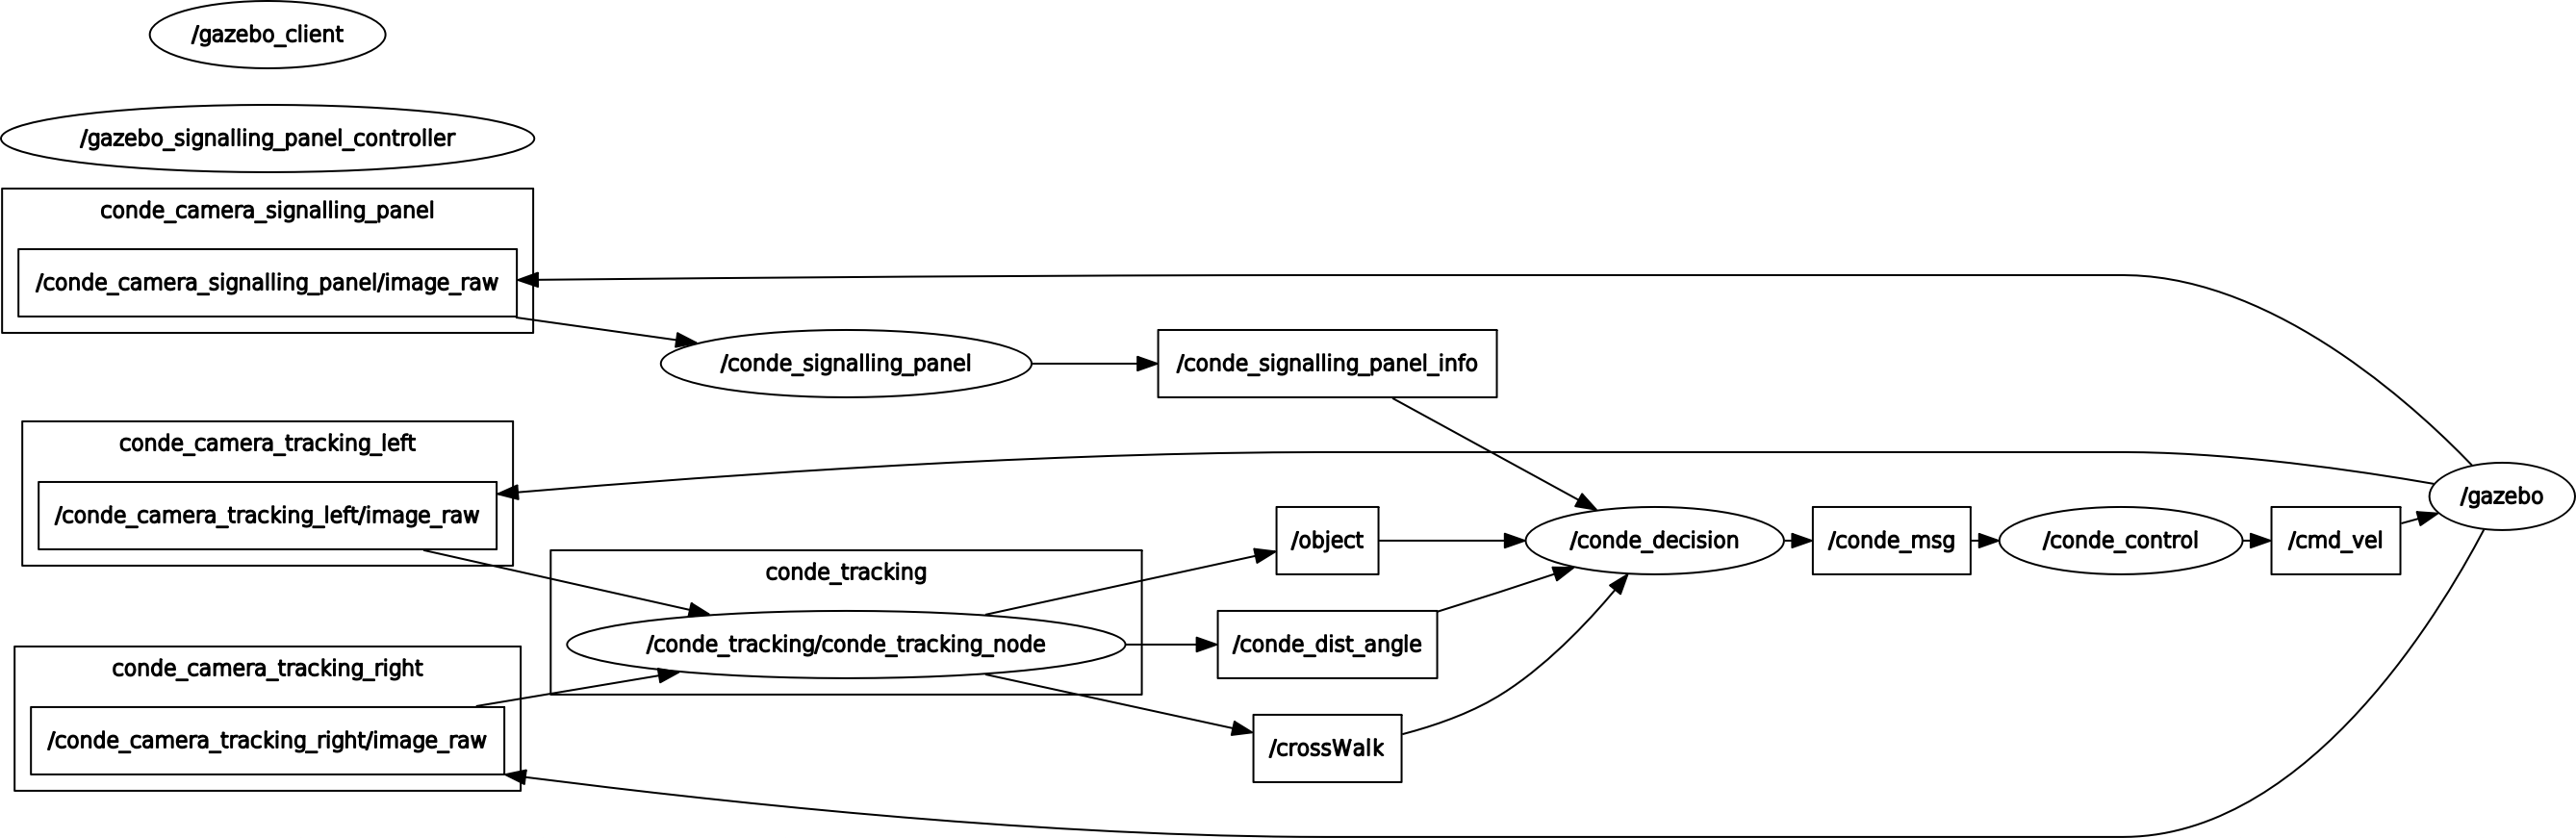 /gazebo_client
/gazebo_signalling_panel_controller
conde_camera_signalling_panel
/conde_camera_signalling_panel/image_raw
/conde_signalling_panel
/conde_signalling_panel_info
conde_camera_tracking_left
/conde_camera_tracking_left/image_raw
/gazebo
/object
/conde_decision
/conde_msg
/conde_control
/cmd_vel
conde_tracking
/conde_tracking/conde_tracking_node
/conde_dist_angle
conde_camera_tracking_right
/conde_camera_tracking_right/image_raw
/crossWalk